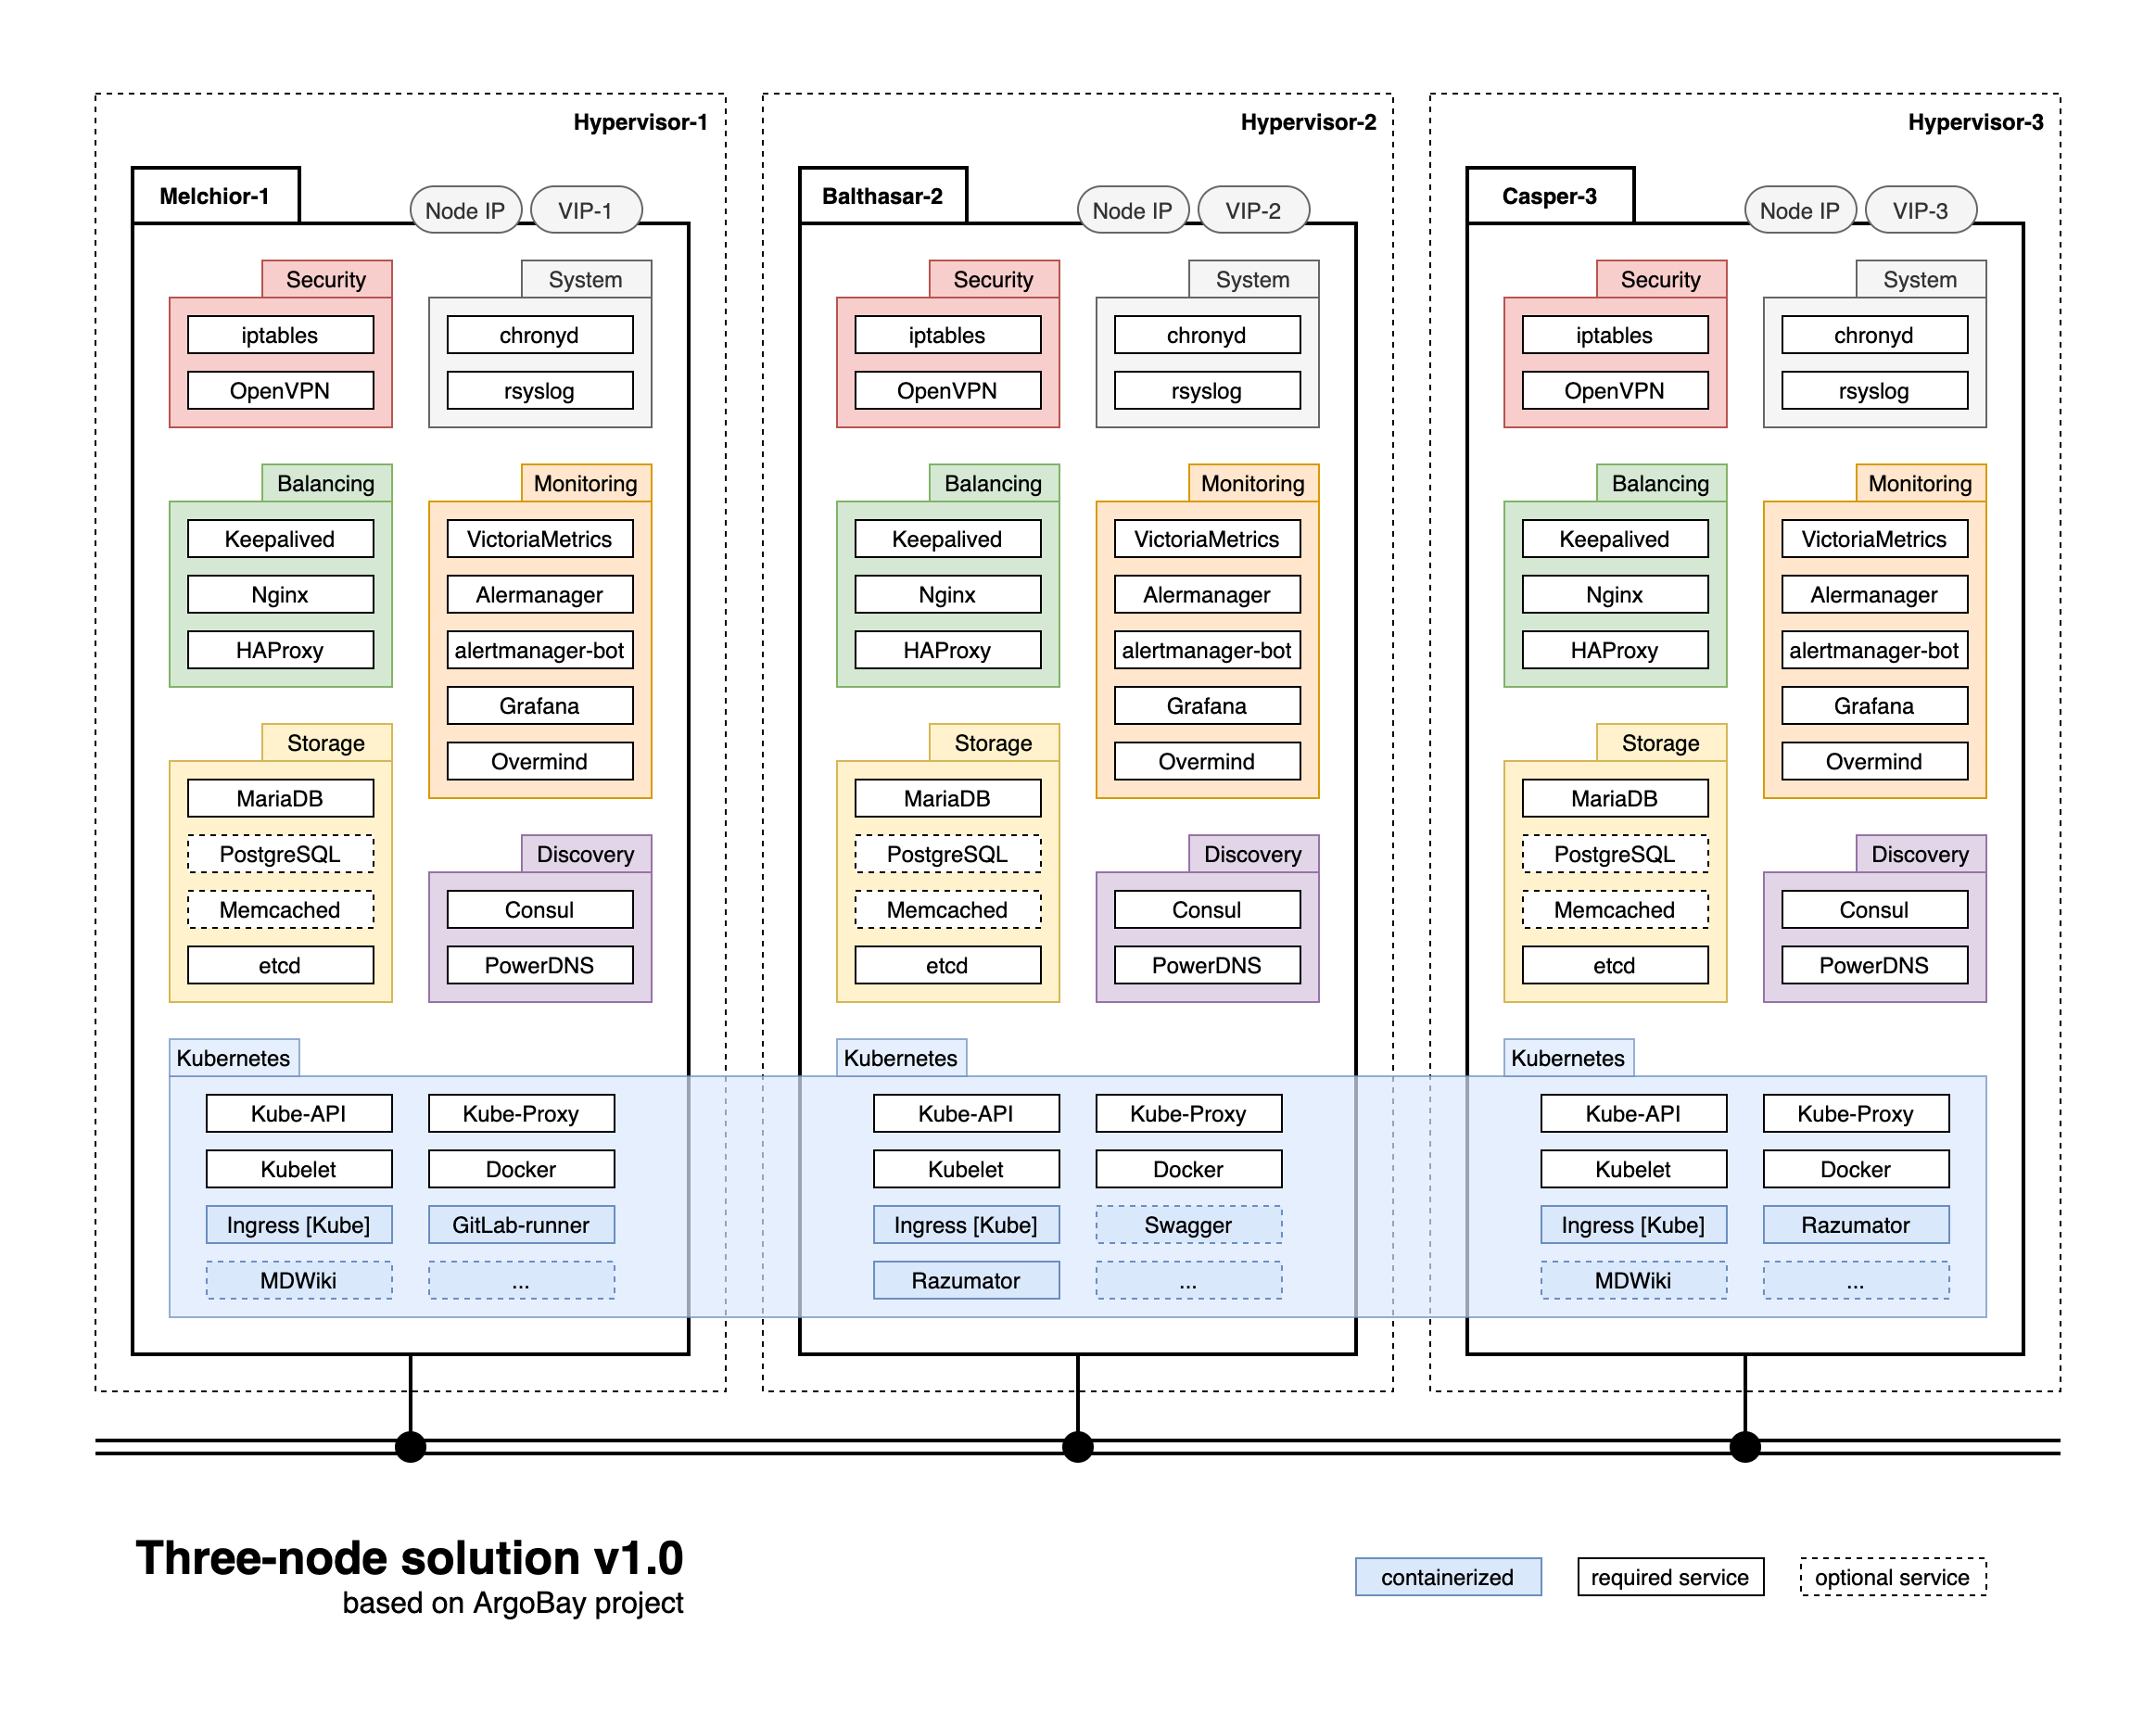 Hypervisor-1
Melchior-1
Node IP
VIP-1
Security
iptables
OpenVPN
System
chronyd
rsyslog
Balancing
Keepalived
Nginx
HAProxy
Monitoring
VictoriaMetrics
Alermanager
alertmanager-bot
Grafana
Overmind
Storage
MariaDB
PostgreSQL
Memcached
etcd
Discovery
Consul
PowerDNS
Kubernetes
Kube-API
Kube-Proxy
Kubelet
Docker
Ingress [Kube]
GitLab-runner
MDWiki
...
Hypervisor-2
Balthasar-2
Node IP
VIP-2
Security
iptables
OpenVPN
System
chronyd
rsyslog
Balancing
Keepalived
Nginx
HAProxy
Monitoring
VictoriaMetrics
Alermanager
alertmanager-bot
Grafana
Overmind
Storage
MariaDB
PostgreSQL
Memcached
etcd
Discovery
Consul
PowerDNS
Kubernetes
Kube-API
Kube-Proxy
Kubelet
Docker
Ingress [Kube]
Swagger
Razumator
...
Hypervisor-3
Casper-3
Node IP
VIP-3
Security
iptables
OpenVPN
System
chronyd
rsyslog
Balancing
Keepalived
Nginx
HAProxy
Monitoring
VictoriaMetrics
Alermanager
alertmanager-bot
Grafana
Overmind
Storage
MariaDB
PostgreSQL
Memcached
etcd
Discovery
Consul
PowerDNS
Kubernetes
Kube-API
Kube-Proxy
Kubelet
Docker
Ingress [Kube]
Razumator
MDWiki
...
Three-node solution v1.0
based on ArgoBay project
containerized
required service
optional service